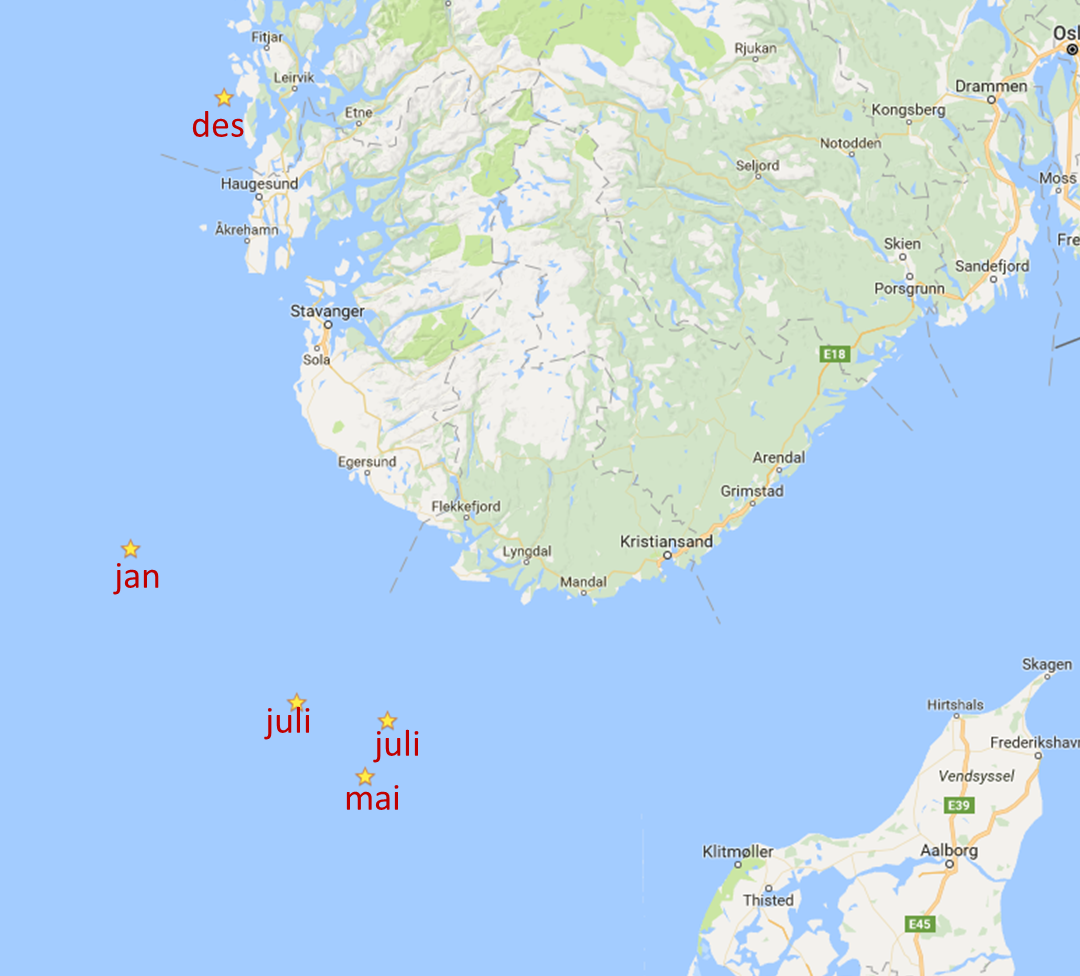 Fitjar
Rjukan
Leirvik
Drammen
des
Etne
Kongsberg
Notodden
Seljord
Moss
Haugesund
Åkrehamn
Skien
Sandefjord
Porsgrunn
Stavanger
Sola
E18
Egersund
Arendal
Grimstad
Flekkefjord
Kristiansand
Lyngdal
jan
Mandal
Skagen
Hirtshals
juli
juli
Frederikshavn
Vendsyssel
mai
E39
Klitmøller
Aalborg
Thisted
E45